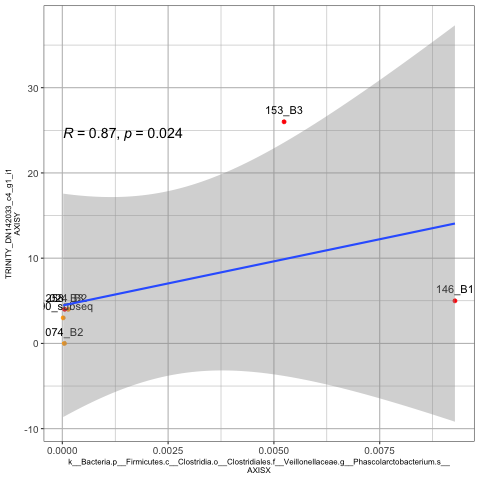 TRINITY_DN142033_c4_g1_i1
AXISY
30
20
10
0
-10
R = 0.87, p = 0.024
153_B3
146_B1
074_B2
0.0000
0.0025
0.0050
0.0075
k__Bacteria.p__Firmicutes.c__Clostridia.o__Clostridiales.f__Veillonellaceae.g__Phascolarctobacterium.s__
AXISX